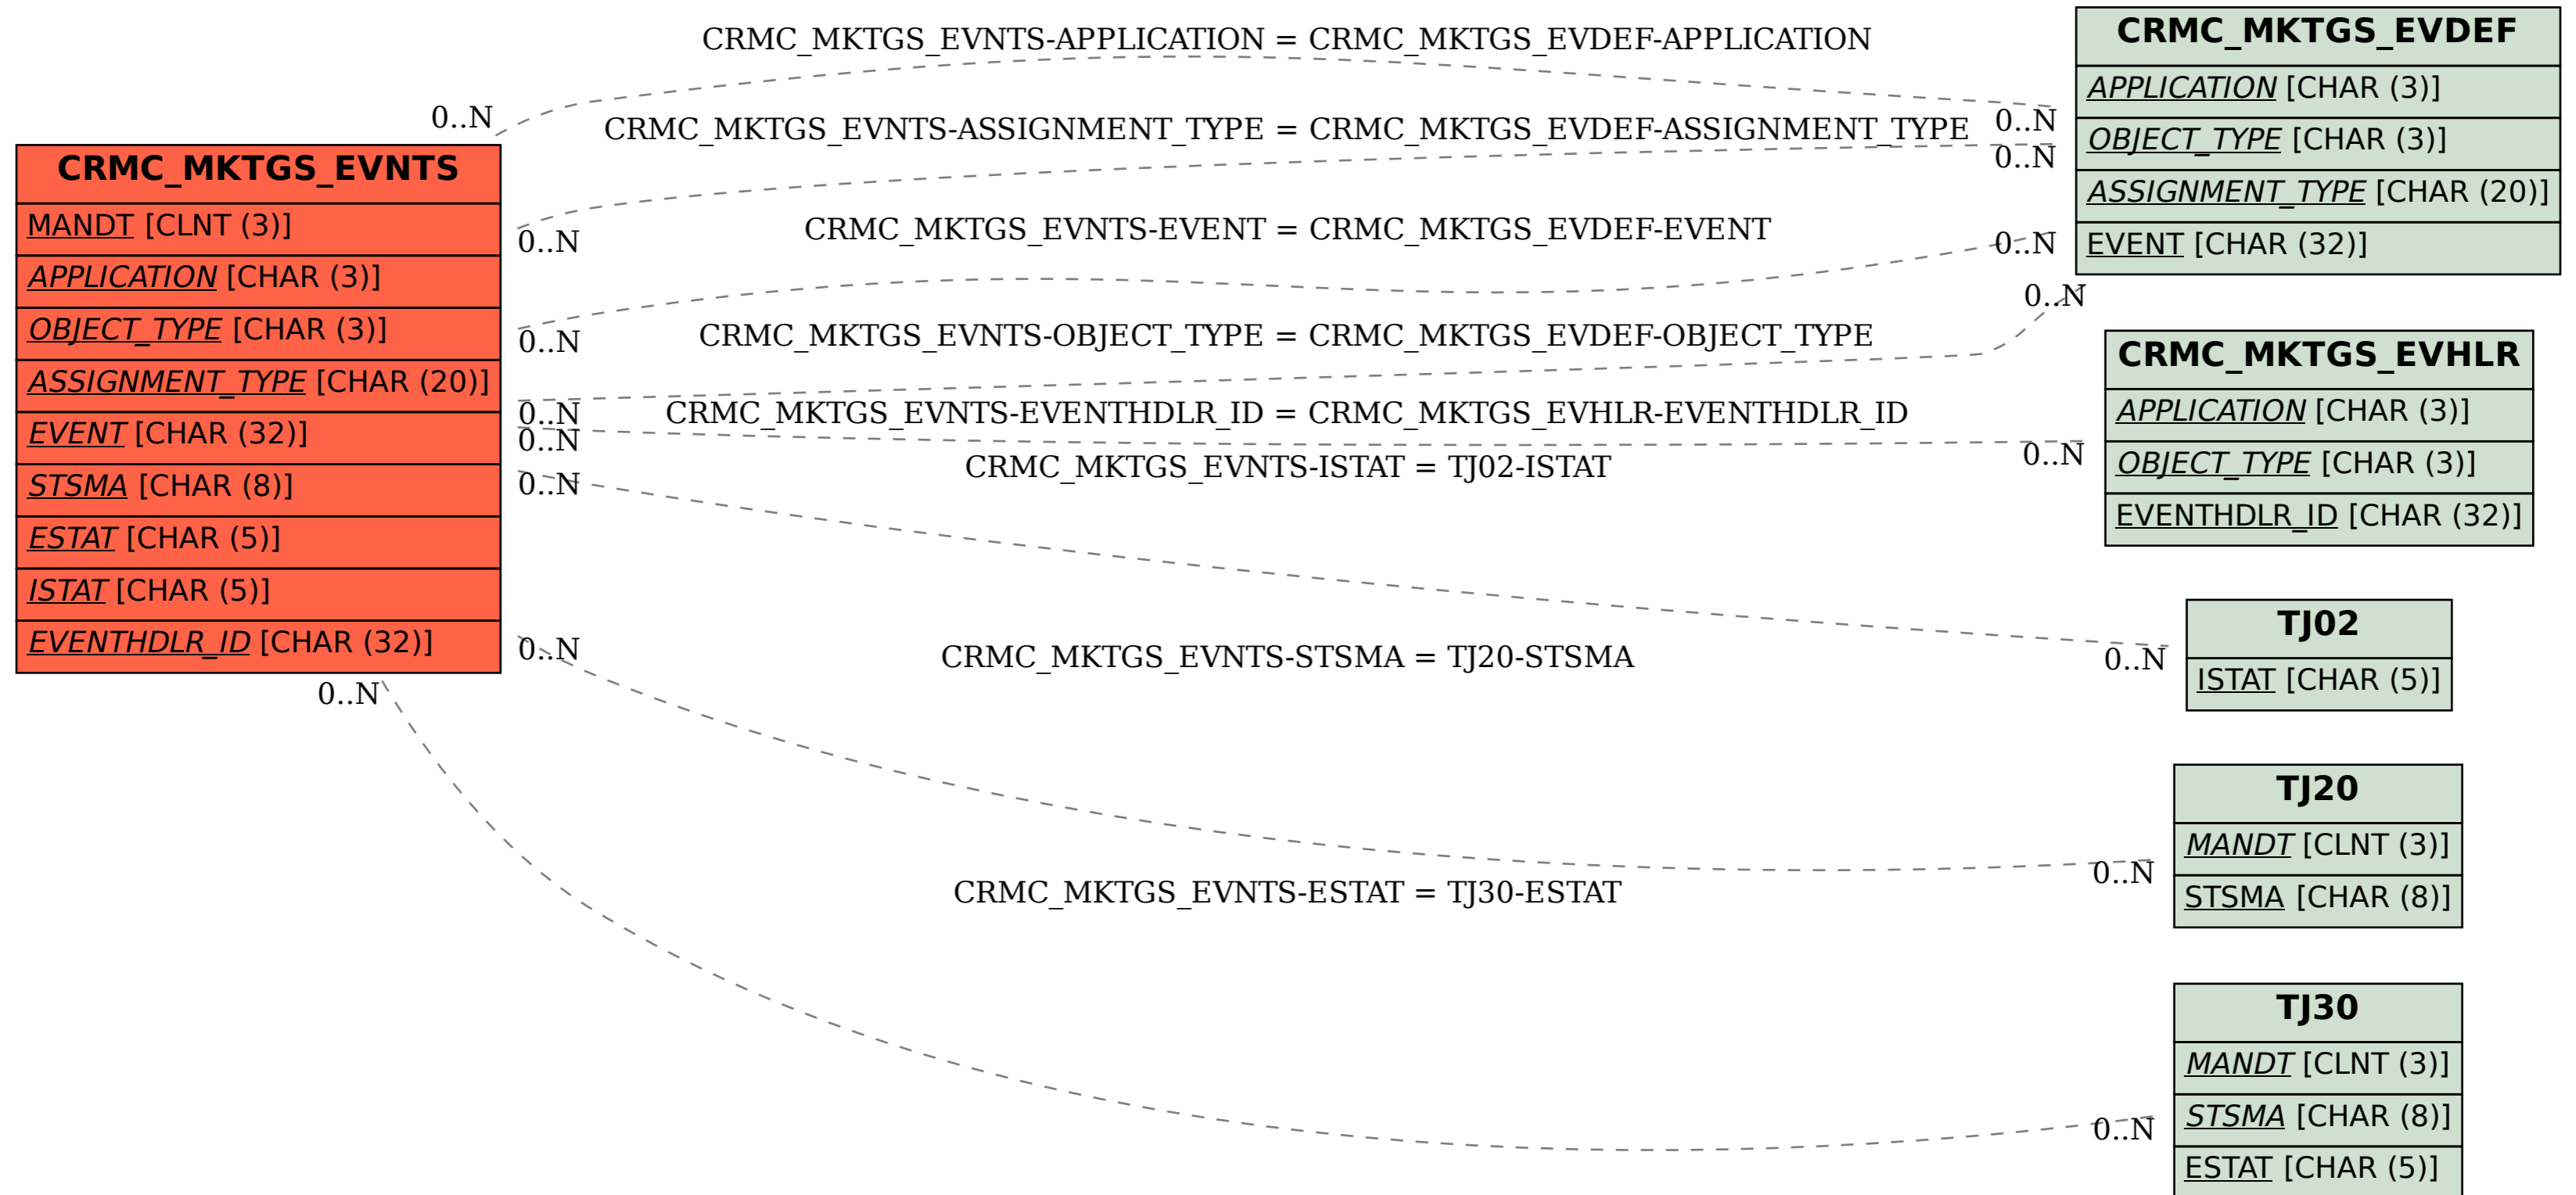 CRMC_MKTGS_EVNTS
MANDT [CLNT (3)]
APPLICATION [CHAR (3)]
OBJECT_TYPE [CHAR (3)]
ASSIGNMENT_TYPE [CHAR (20)]
EVENT [CHAR (32)]
STSMA [CHAR (8)]
ESTAT [CHAR (5)]
ISTAT [CHAR (5)]
EVENTHDLR_ID [CHAR (32)]
CRMC_MKTGS_EVNTS-APPLICATION = CRMC_MKTGS_EVDEF-APPLICATION
0..N
0..N
CRMC_MKTGS_EVNTS-ASSIGNMENT_TYPE = CRMC_MKTGS_EVDEF-ASSIGNMENT_TYPE
0..N
0..N
CRMC_MKTGS_EVNTS-EVENT = CRMC_MKTGS_EVDEF-EVENT
0..N
0..N
CRMC_MKTGS_EVNTS-OBJECT_TYPE = CRMC_MKTGS_EVDEF-OBJECT_TYPE
0..N
0..N
CRMC_MKTGS_EVNTS-EVENTHDLR_ID = CRMC_MKTGS_EVHLR-EVENTHDLR_ID
0..N
0..N
CRMC_MKTGS_EVNTS-ISTAT = TJ02-ISTAT
0..N
0..N
CRMC_MKTGS_EVNTS-STSMA = TJ20-STSMA
0..N
0..N
CRMC_MKTGS_EVNTS-ESTAT = TJ30-ESTAT
0..N
0..N
CRMC_MKTGS_EVDEF
APPLICATION [CHAR (3)]
OBJECT_TYPE [CHAR (3)]
ASSIGNMENT_TYPE [CHAR (20)]
EVENT [CHAR (32)]
CRMC_MKTGS_EVHLR
APPLICATION [CHAR (3)]
OBJECT_TYPE [CHAR (3)]
EVENTHDLR_ID [CHAR (32)]
TJ02
ISTAT [CHAR (5)]
TJ20
MANDT [CLNT (3)]
STSMA [CHAR (8)]
TJ30
MANDT [CLNT (3)]
STSMA [CHAR (8)]
ESTAT [CHAR (5)]